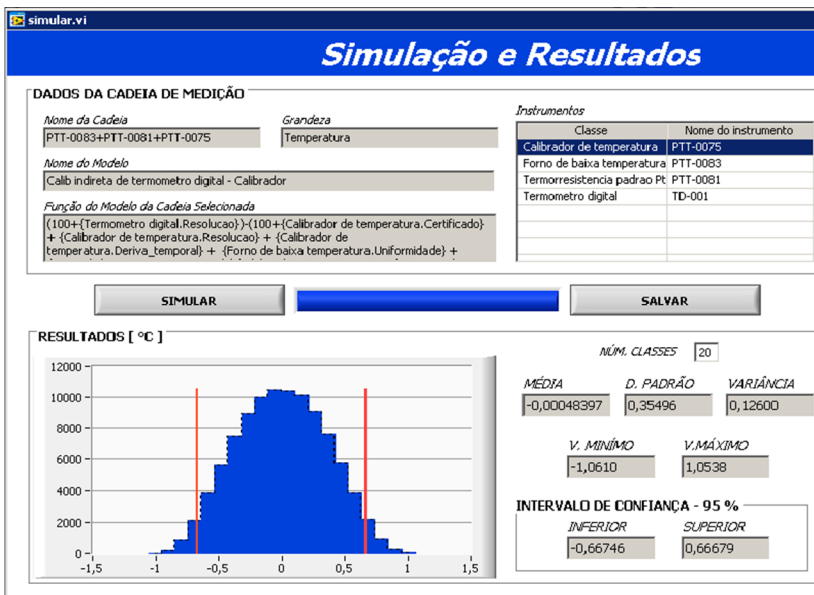 simular.vi
Simulação e Resultados
DADOS DA CADEIA DE MEDIÇÃO
Nome da Cadeia
PTT-0083+PTT-0081+PTT-0075
Grandeza
Temperatura
Nome do Modelo
Calib indireta de termometro digital - Calibrador
Função do Modelo da Cadeia Selecionada
(100+{Termometro digital.Resolucao})-(100+{Calibrador de temperatura.Certificado}
+ {Calibrador de temperatura.Resolucao} + {Calibrador de
temperatura.Deriva_temporal} + {Forno de baixa temperatura.Uniformidade} +
Instrumentos
Classe Nome do instrumento
Calibrador de temperatura PTT-0075
Forno de baixa temperatura PTT-0083
Termorresistencia padrao Pt PTT-0081
Termometro digital TD-001
SIMULAR
SALVAR
RESULTADOS [ °C ]
12000
10000
8000
6000
4000
2000
0
-1,5 -1 -0,5 0 0,5 1 1,5
NÚM. CLASSES 20
MÉDIA D. PADRÃO VARIÂNCIA
-0,00048397 0,35496 0,12600
V. MINÍMO V.MÁXIMO
-1,0610 1,0538
INTERVALO DE CONFIANÇA - 95 %
INFERIOR SUPERIOR
-0,66746 0,66679